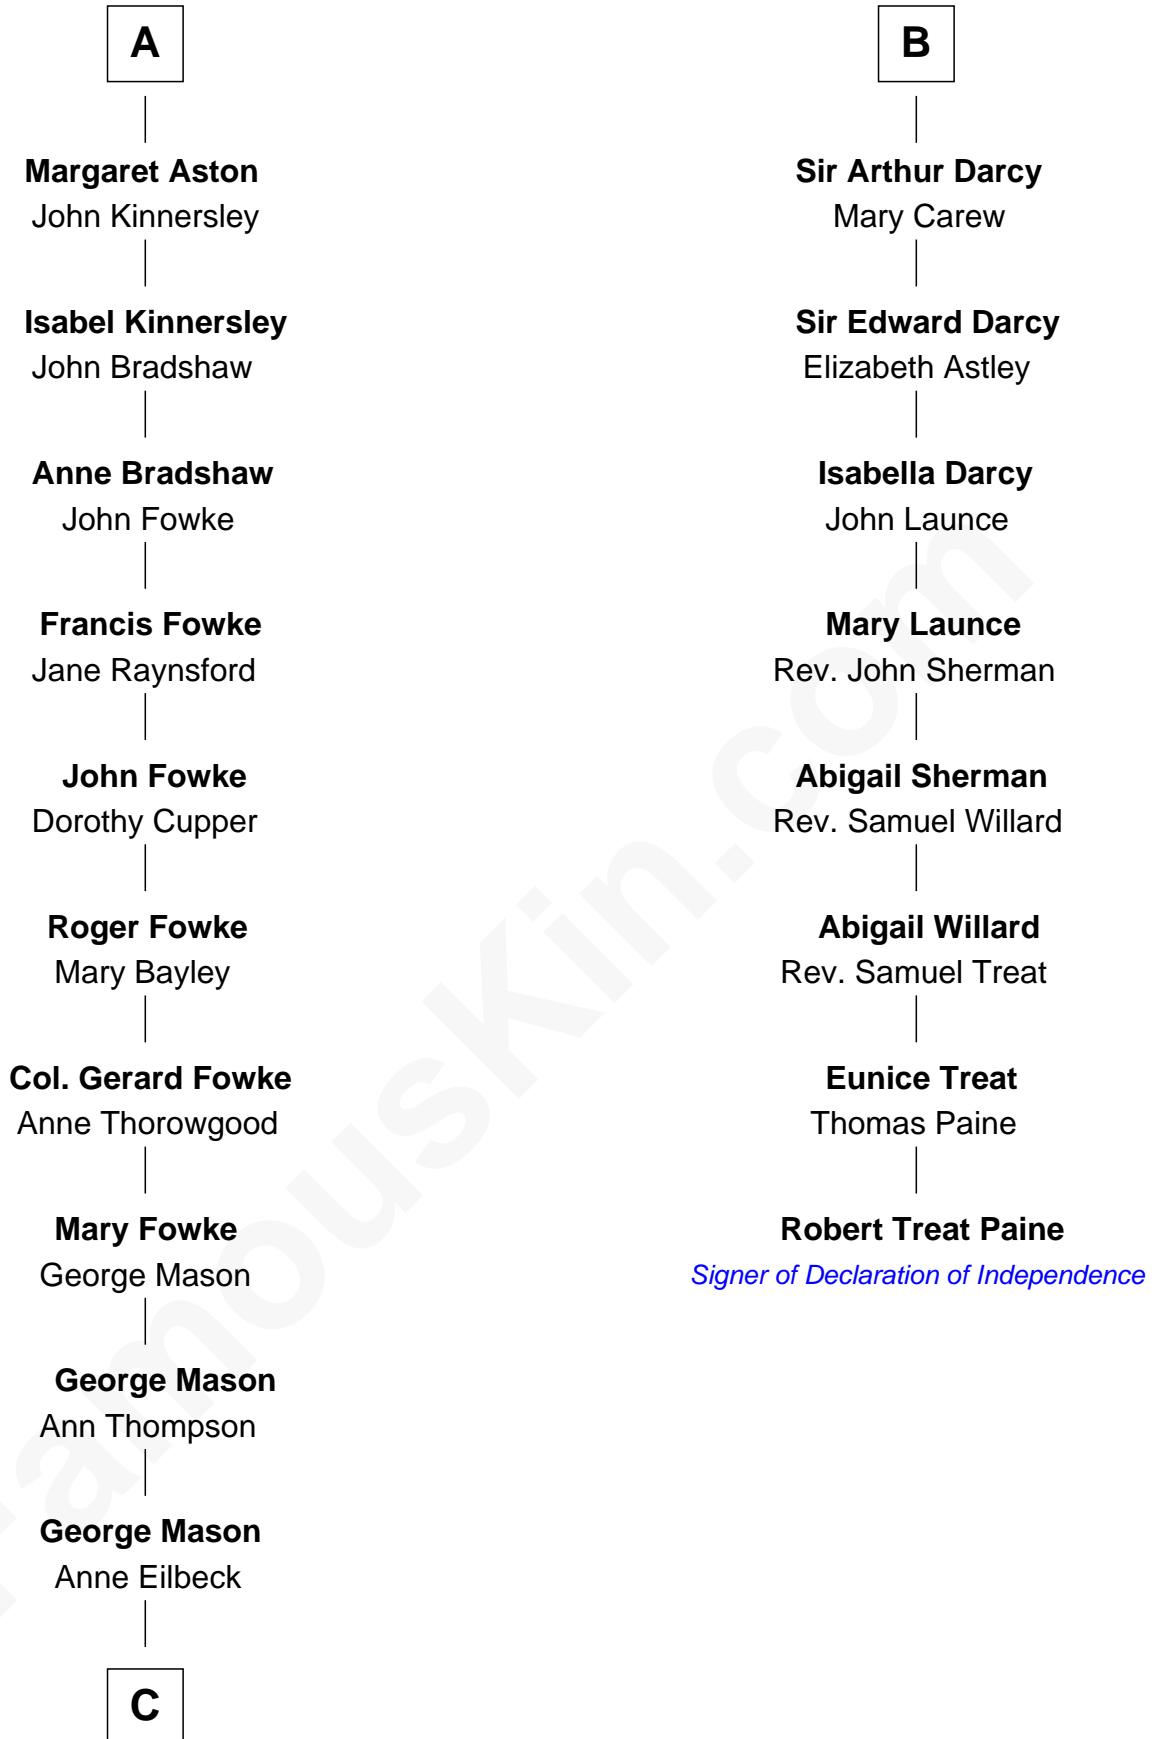 A
Margaret Aston
John Kinnersley
Isabel Kinnersley
John Bradshaw
Anne Bradshaw
John Fowke
Francis Fowke
Jane Raynsford
John Fowke
Dorothy Cupper
Roger Fowke
Mary Bayley
Col. Gerard Fowke
Anne Thorowgood
Mary Fowke
George Mason
George Mason
Ann Thompson
George Mason
Anne Eilbeck
C
B
Sir Arthur Darcy
Mary Carew
Sir Edward Darcy
Elizabeth Astley
Isabella Darcy
John Launce
Mary Launce
Rev. John Sherman
Abigail Sherman
Rev. Samuel Willard
Abigail Willard
Rev. Samuel Treat
Eunice Treat
Thomas Paine
Robert Treat Paine
Signer of Declaration of Independence
FamousKin.com